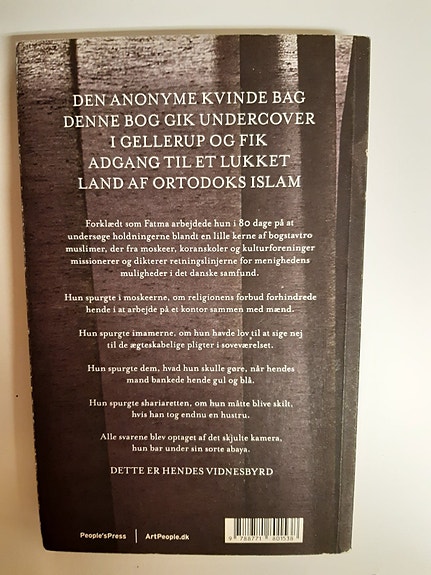 DEN ANONYME KVINDE BAG
DENNE BOG GIK UNDERCOVER
I GELLERUP OG FIK
ADGANG TIL ET LUKKET
LAND AF ORTODOKS ISLAM
Forklædt som Fatma arbejdede hun i 80 dage på at
undersøge holdningerne blandt en lille kerne af bogstavtro
muslimer, der fra moskeer, koranskoler og kulturforeninger
missionerer og dikterer retningslinjerne for menighedens
muligheder i det danske samfund.
Hun spurgte i moskeerne, om religionens forbud forhindrede
hende i at arbejde på et kontor sammen med mænd.
Hun spurgte imamerne, om hun havde lov til at sige nej
til de ægteskabelige pligter i soveværelset.
Hun spurgte dem, hvad hun skulle gøre, når hendes
mand bankede hende gul og blå.
Hun spurgte shariaretten, om hun måtte blive skilt,
hvis han tog endnu en hustru.
Alle svarene blev optaget af det skjulte kamera,
hun bar under sin sorte abaya.
DETTE ER HENDES VIDNESBYRD
People'sPress | ArtPeople.dk
9 788771 801538